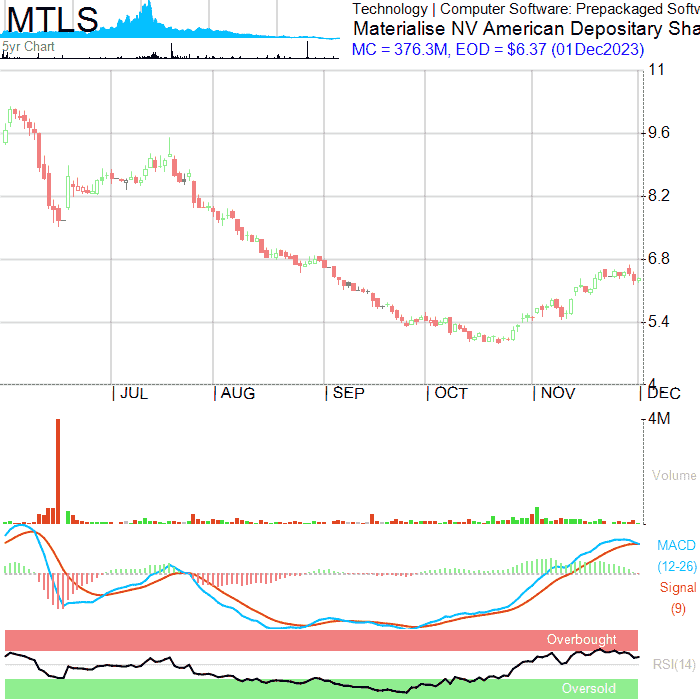 MTLS
5yr Chart
Technology | Computer Software: Prepackaged Softw
Materialise NV American Depositary Sha
MC = 376.3M, EOD = $6.37 (01Dec2023)
11
9.6
8.2
6.8
5.4
4
JUL AUG SEP OCT NOV DEC
4M
Volume
MACD
(12-26)
Signal
(9)
Overbought
RSI(14)
Oversold